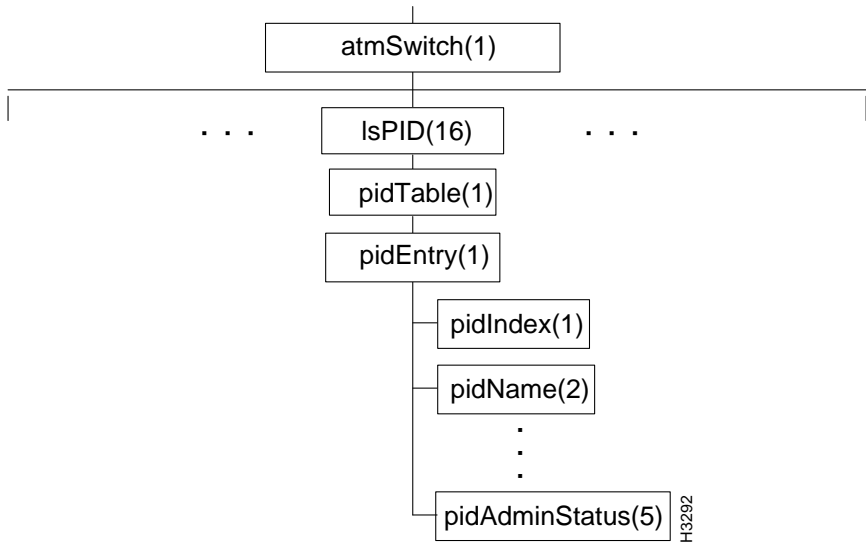 atmSwitch(1)
. . . lsPID(16) . . .
pidTable(1)
pidEntry(1)
pidIndex(1)
pidName(2)
.
.
.
pidAdminStatus(5)
H3292